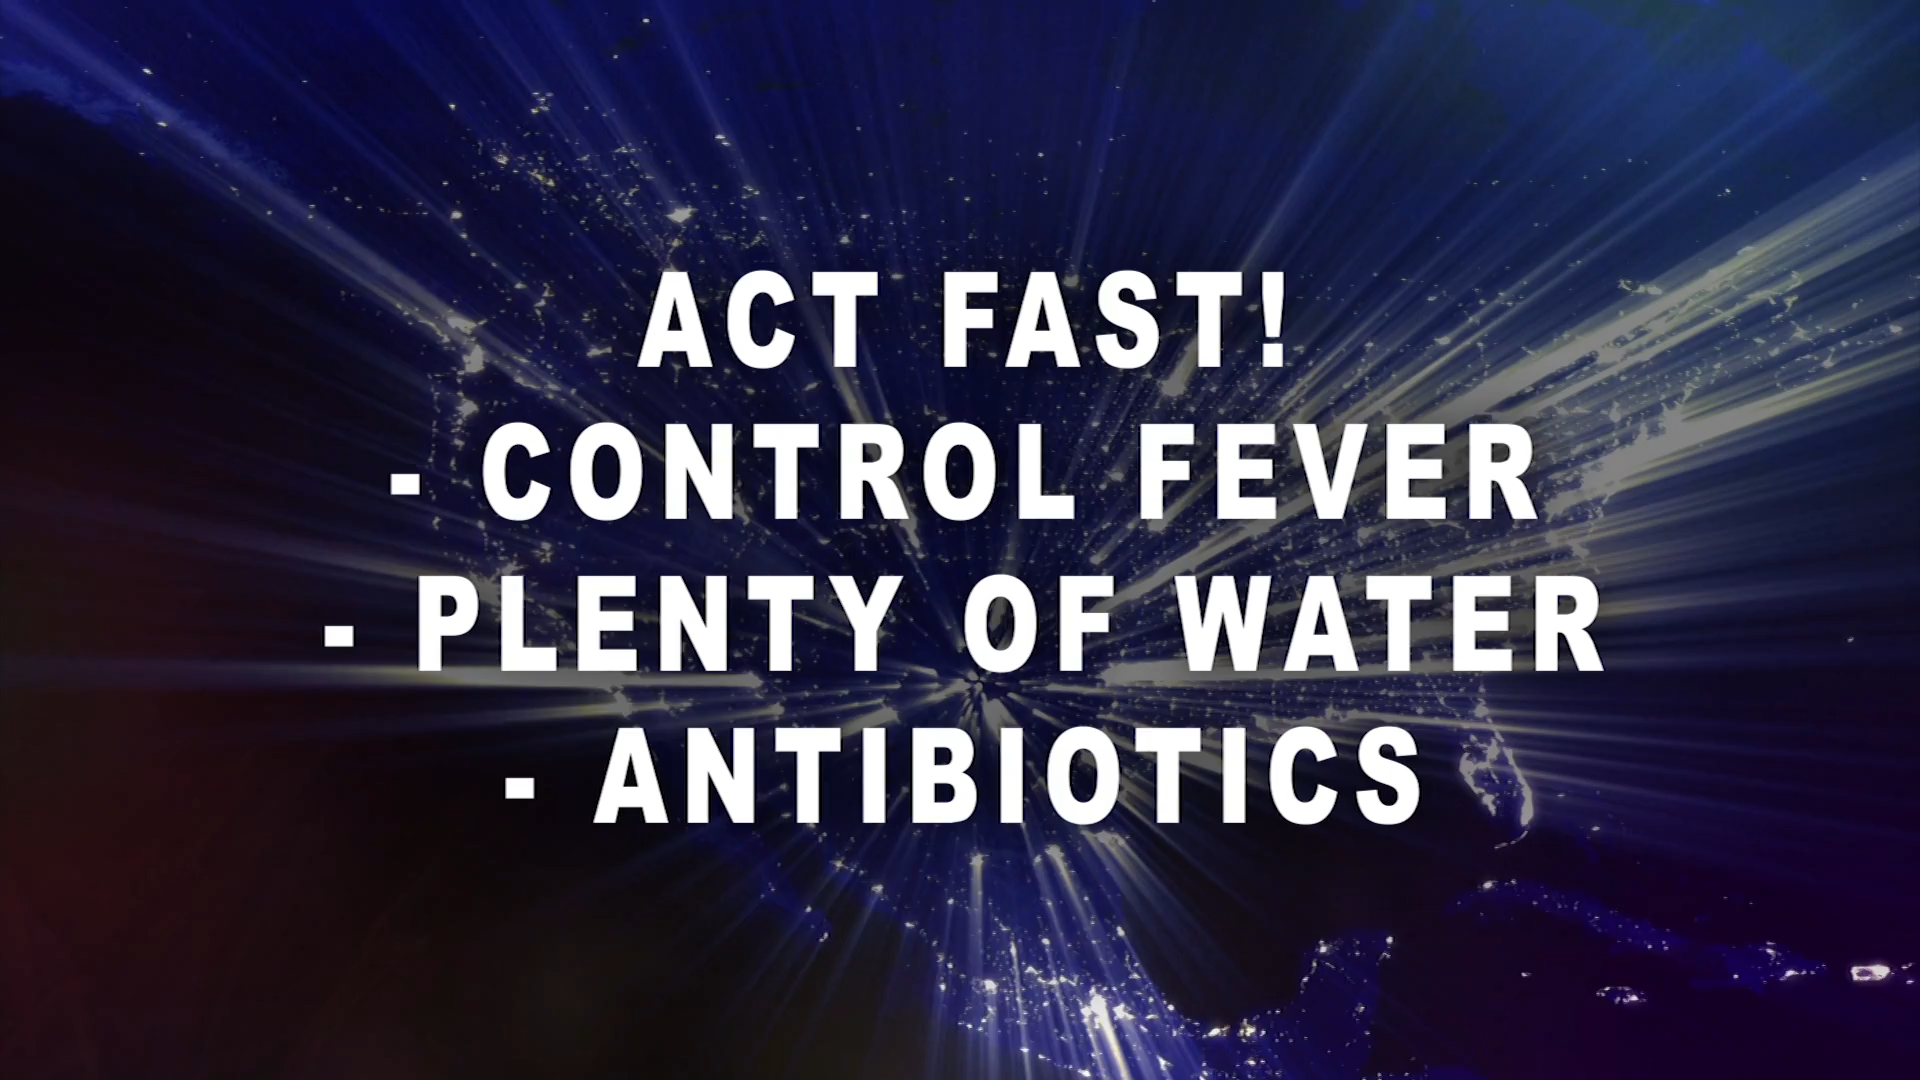 ACT FAST!
- CONTROL FEVER
- PLENTY OF WATER
- ANTIBIOTICS